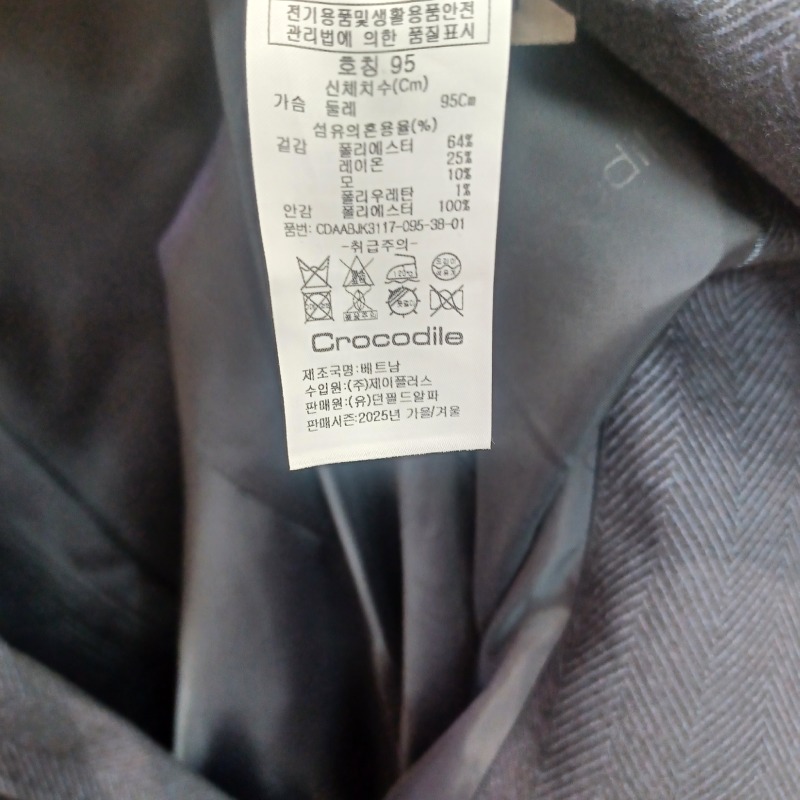 전기용품및생활용품안전
관리법에 의한 품질표시
호칭 95
신체치수(Cm)
가슴 둘레 95Cm
섬유의혼용율(%)
겉감 폴리에스터 64%
레이온 25%
모 10%
폴리우레탄 1%
안감 폴리에스터 100%
품번: CDAABJK3117-095-38-01
-취급주의-
Crocodile
제조국명:베트남
수입원:(주)제이플러스
판매원:(유)던필드알파
판매시즌:2025년 가을/겨울